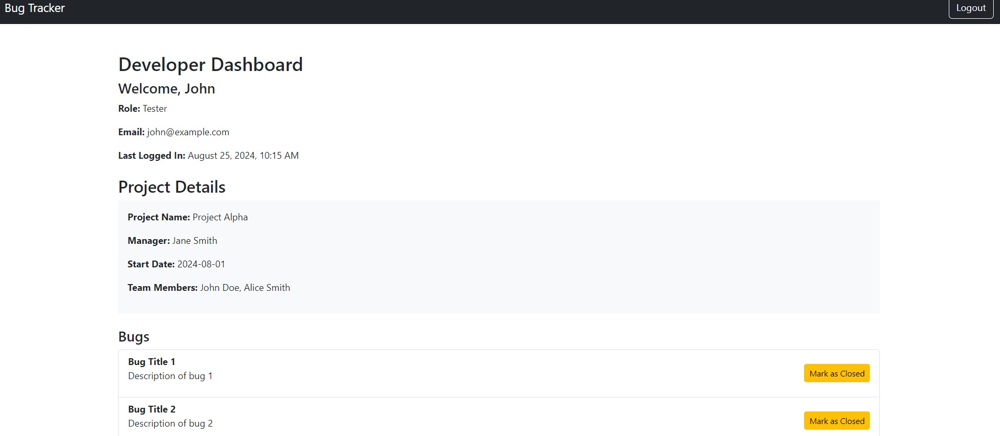 Bug Tracker
Logout
Developer Dashboard
Welcome, John
Role: Tester
Email: john@example.com
Last Logged In: August 25, 2024, 10:15 AM
Project Details
Project Name: Project Alpha
Manager: Jane Smith
Start Date: 2024-08-01
Team Members: John Doe, Alice Smith
Bugs
Bug Title 1
Description of bug 1
Mark as Closed
Bug Title 2
Description of bug 2
Mark as Closed